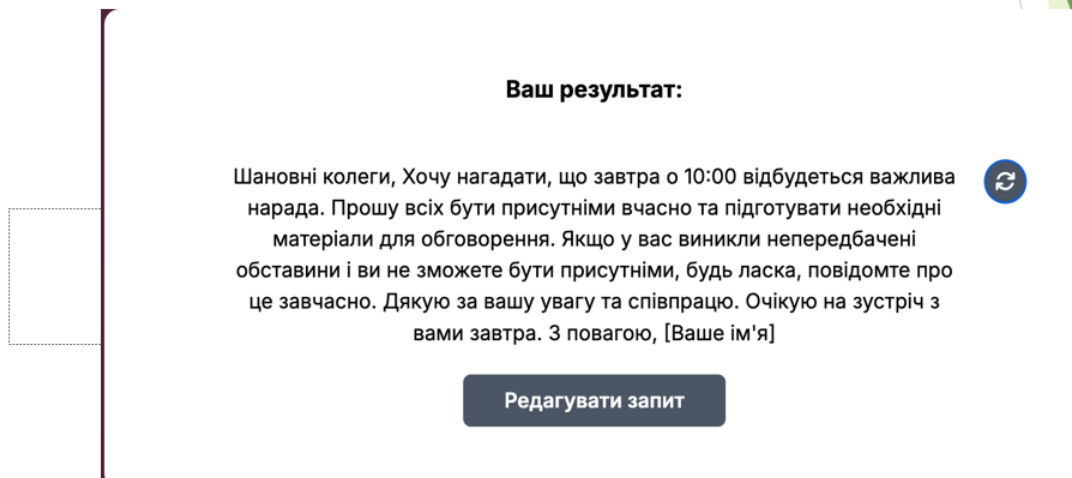 Ваш результат:
Шановні колеги, Хочу нагадати, що завтра о 10:00 відбудеться важлива
нарада. Прошу всіх бути присутніми вчасно та підготувати необхідні
матеріали для обговорення. Якщо у вас виникли непередбачені
обставини і ви не зможете бути присутніми, будь ласка, повідомте про
це завчасно. Дякую за вашу увагу та співпрацю. Очікую на зустріч з
вами завтра. З повагою, [Ваше ім'я]
Редагувати запит